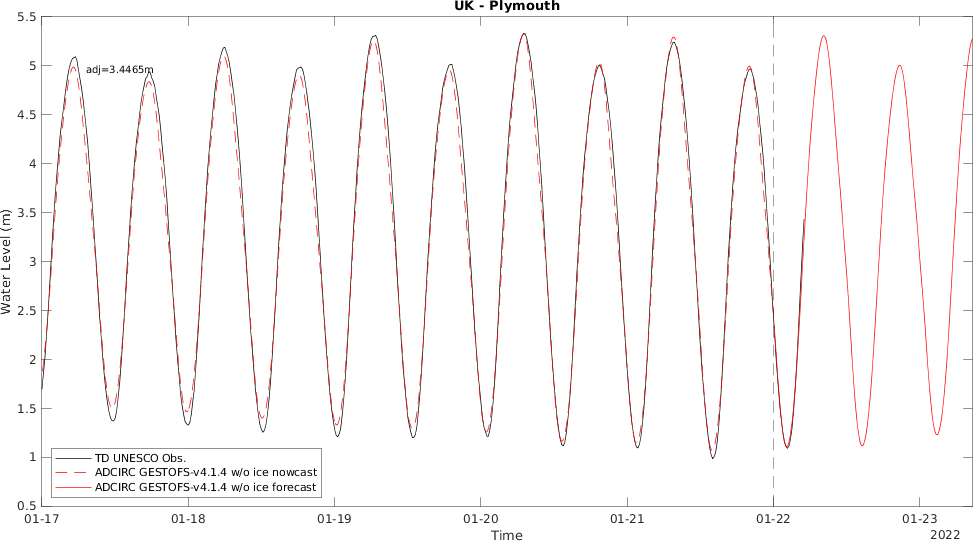 UK - Plymouth
5.5
5
4.5
4
3.5
3
2.5
2
1.5
1
0.5
Water Level (m)
adj=3.4465m
TD UNESCO Obs.
ADCIRC GESTOFS-v4.1.4 w/o ice nowcast
ADCIRC GESTOFS-v4.1.4 w/o ice forecast
01-17 01-18 01-19 01-20 01-21 01-22 01-23
Time
2022